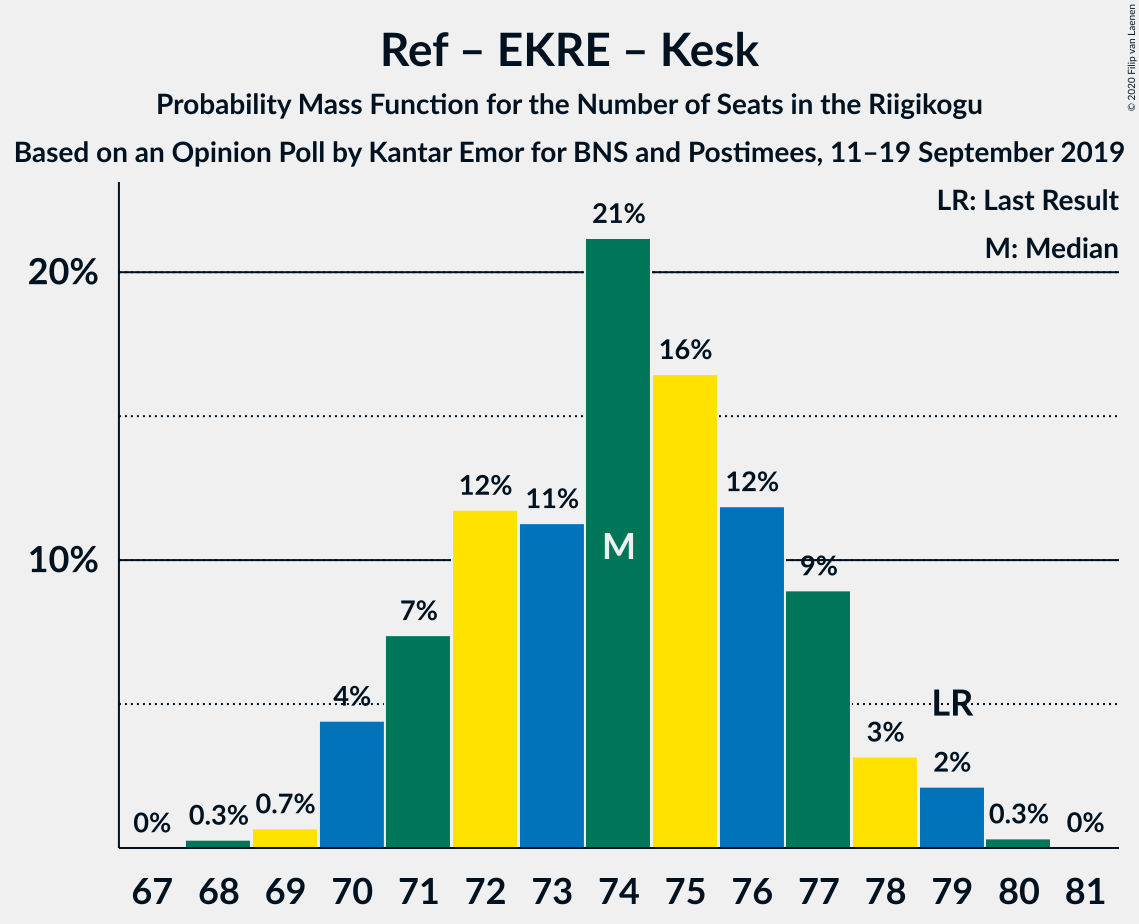 Ref – EKRE – Kesk
Probability Mass Function for the Number of Seats in the Riigikogu
Based on an Opinion Poll by Kantar Emor for BNS and Postimees, 11–19 September 2019
© 2020 Filip van Laenen
LR: Last Result
M: Median
20%
10%
0%
0.3%
0.7%
4%
7%
12%
11%
21%
16%
12%
9%
3%
2%
0.3%
0%
M
LR
67 68 69 70 71 72 73 74 75 76 77 78 79 80 81